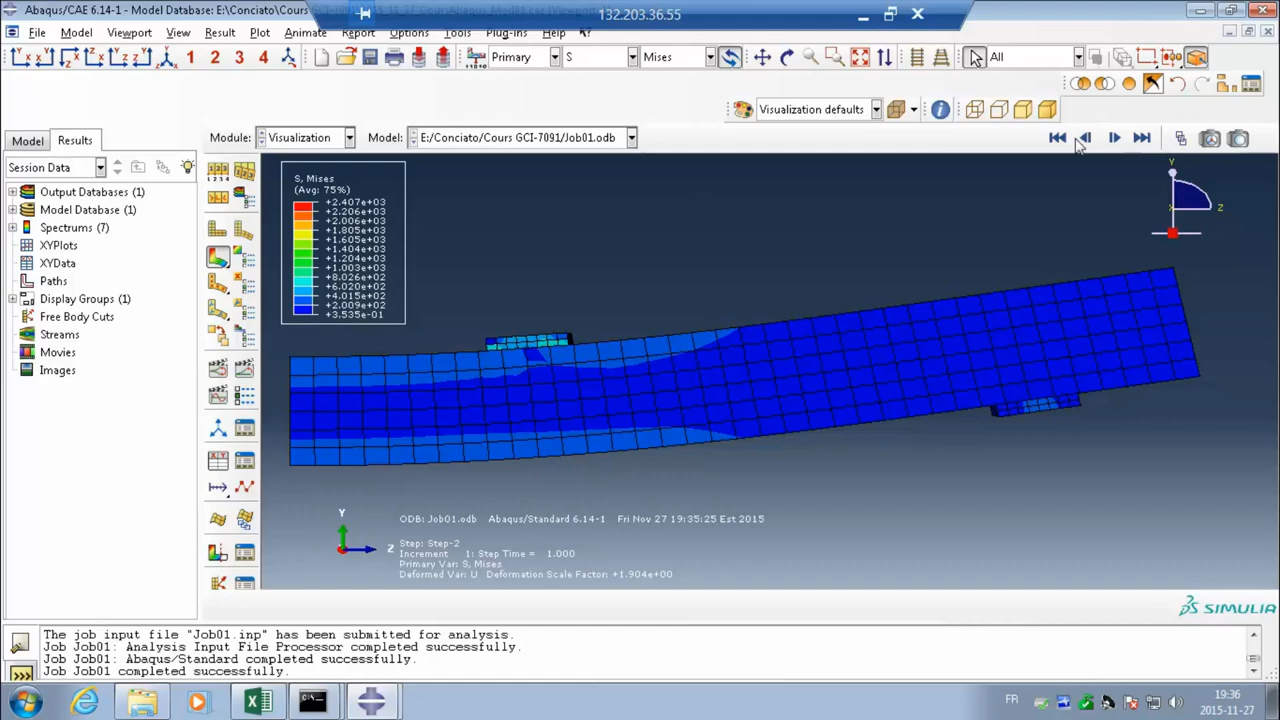 Abaqus/CAE 6.14-1 - Model Database: E:\Conciato\Cours
132.203.36.55
File Model Viewport View Result Plot Animate Report Options Tools Plug-ins Help
1 2 3 4 Primary S Mises All
Visualization defaults
Model Results Module: Visualization Model: E:/Conciato/Cours GCI-7091/Job01.odb
Session Data
Output Databases (1)
Model Database (1)
Spectrums (7)
XYPlots
XYData
Paths
Display Groups (1)
Free Body Cuts
Streams
Movies
Images
S, Mises
(Avg: 75%)
+2.407e+03
+2.206e+03
+2.006e+03
+1.805e+03
+1.605e+03
+1.404e+03
+1.204e+03
+1.003e+03
+8.026e+02
+6.020e+02
+4.015e+02
+2.009e+02
+3.535e-01
Y
X
Z
Y
Z
ODB: Job01.odb Abaqus/Standard 6.14-1 Fri Nov 27 19:35:25 Est 2015
Step: Step-2
Increment 1: Step Time = 1.000
Primary Var: S, Mises
Deformed Var: U Deformation Scale Factor: +1.904e+00
SIMULIA
The job input file "Job01.inp" has been submitted for analysis.
Job Job01: Analysis Input File Processor completed successfully.
Job Job01: Abaqus/Standard completed successfully.
Job Job01 completed successfully.
>>>
FR
19:36
2015-11-27